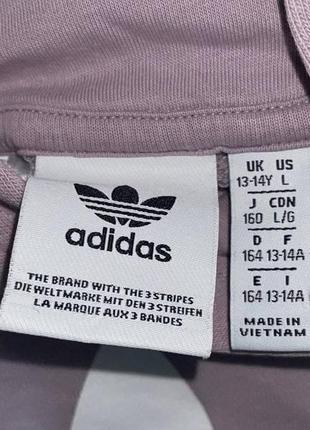 adidas
THE BRAND WITH THE 3 STRIPES
DIE WELTMARKE MIT DEN 3 STREIFEN
LA MARQUE AUX 3 BANDES
UK US
13-14Y L
J CDN
160 L/G
D F
164 13-14A
E I
164 13-14A
MADE IN
VIETNAM